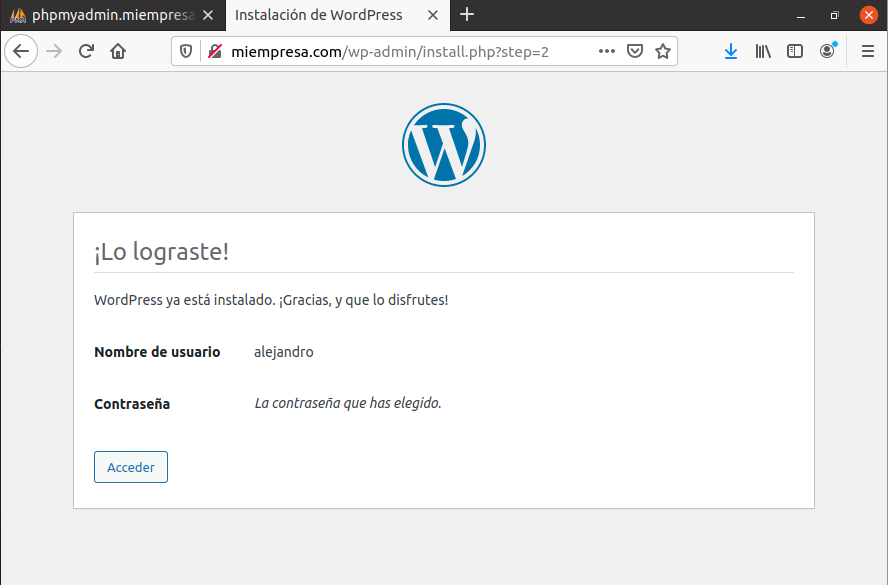 phpmyadmin.miempresa
Instalación de WordPress
miempresa.com/wp-admin/install.php?step=2
¡Lo lograste!
WordPress ya está instalado. ¡Gracias, y que lo disfrutes!
Nombre de usuario alejandro
Contraseña La contraseña que has elegido.
Acceder